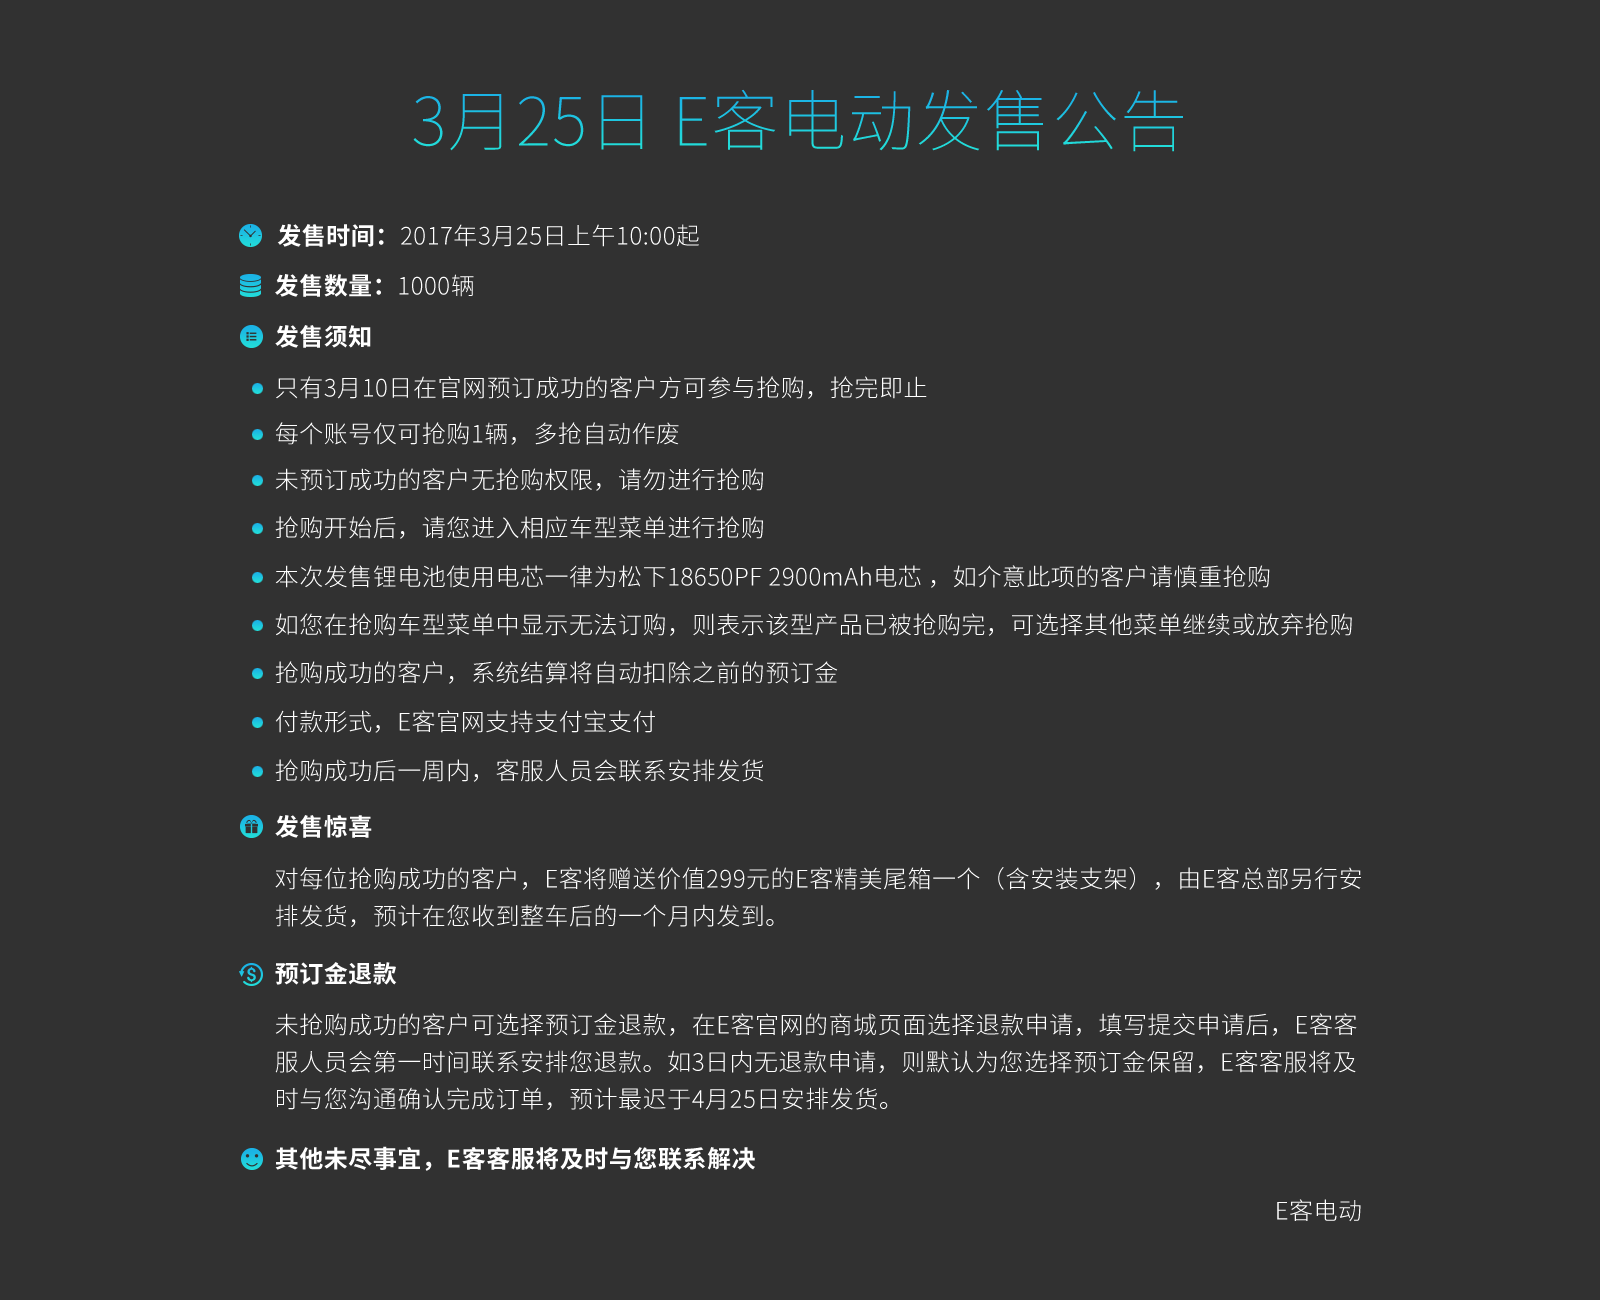 3月25日 E客电动发售公告
发售时间：2017年3月25日上午10:00起
发售数量：1000辆
发售须知
只有3月10日在官网预订成功的客户方可参与抢购，抢完即止
每个账号仅可抢购1辆，多抢自动作废
未预订成功的客户无抢购权限，请勿进行抢购
抢购开始后，请您进入相应车型菜单进行抢购
本次发售锂电池使用电芯一律为松下18650PF 2900mAh电芯 ，如介意此项的客户请慎重抢购
如您在抢购车型菜单中显示无法订购，则表示该型产品已被抢购完，可选择其他菜单继续或放弃抢购
抢购成功的客户，系统结算将自动扣除之前的预订金
付款形式，E客官网支持支付宝支付
抢购成功后一周内，客服人员会联系安排发货
发售惊喜
对每位抢购成功的客户，E客将赠送价值299元的E客精美尾箱一个（含安装支架），由E客总部另行安
排发货，预计在您收到整车后的一个月内发到。
预订金退款
未抢购成功的客户可选择预订金退款，在E客官网的商城页面选择退款申请，填写提交申请后，E客客
服人员会第一时间联系安排您退款。如3日内无退款申请，则默认为您选择预订金保留，E客客服将及
时与您沟通确认完成订单，预计最迟于4月25日安排发货。
其他未尽事宜，E客客服将及时与您联系解决
E客电动